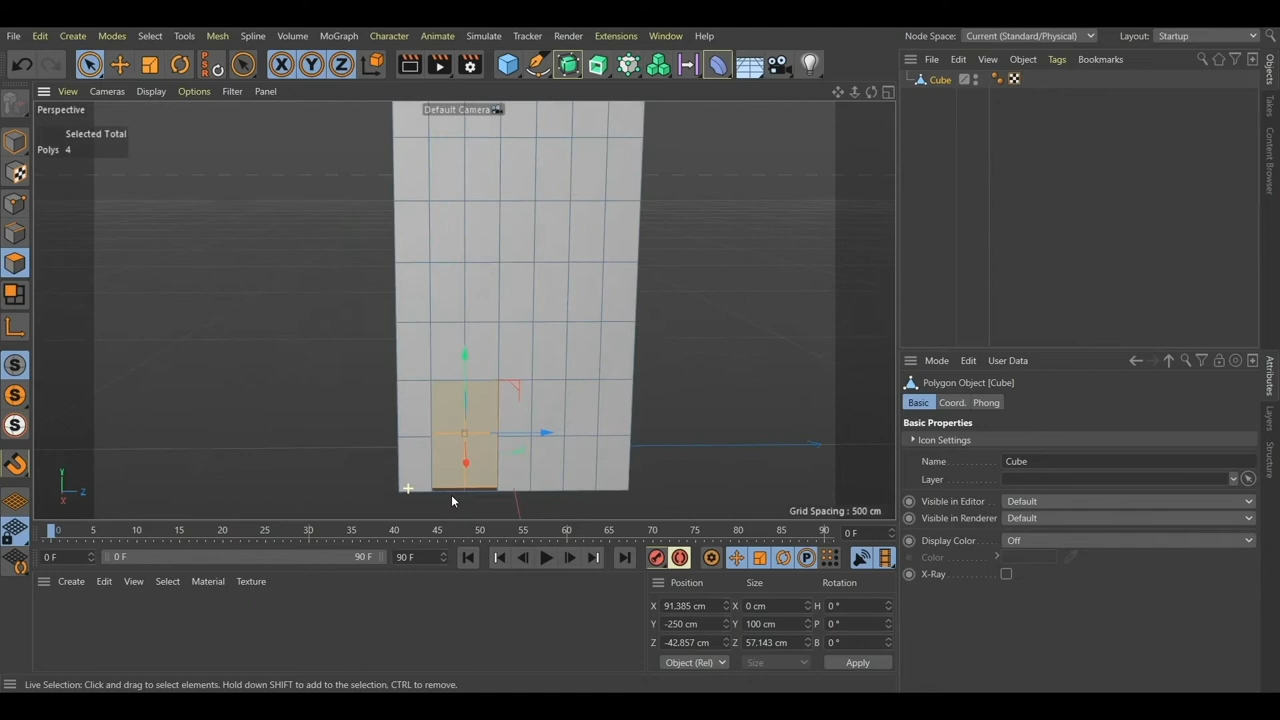 File Edit Create Modes Select Tools Mesh Spline Volume MoGraph Character Animate Simulate Tracker Render Extensions Window Help Node Space: Current (Standard/Physical) Layout: Startup
View Cameras Display Options Filter Panel
Perspective
Default Camera
Selected Total
Polys 4
Y
Z
X
Grid Spacing : 500 cm
0 5 10 15 20 25 30 35 40 45 50 55 60 65 70 75 80 85 90 0 F
0 F 0 F 90 F 90 F
Create Edit View Select Material Texture
Position Size Rotation
X 91.385 cm X 0 cm H 0 °
Y -250 cm Y 100 cm P 0 °
Z -42.857 cm Z 57.143 cm B 0 °
Object (Rel) Size Apply
Live Selection: Click and drag to select elements. Hold down SHIFT to add to the selection, CTRL to remove.
File Edit View Object Tags Bookmarks
Cube
Mode Edit User Data
Polygon Object [Cube]
Basic Coord. Phong
Basic Properties
Icon Settings
Name Cube
Layer
Visible in Editor Default
Visible in Renderer Default
Display Color Off
Color
X-Ray
Objects
Takes
Content Browser
Attributes
Layers
Structure